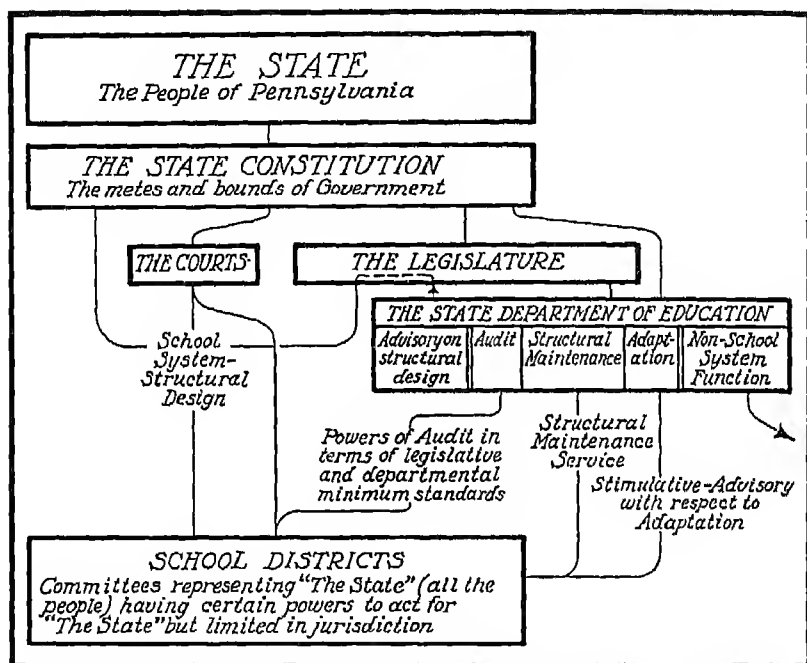 THE STATE
The People of Pennsylvania
THE STATE CONSTITUTION
The metes and bounds of Government
THE COURTS
THE LEGISLATURE
THE STATE DEPARTMENT OF EDUCATION
Advisory on
structural
design
Audit
Structural
Maintenance
Adapt-
ation
Non-School
System
Function
School
System-
Structural
Design
Powers of Audit in
terms of legislative
and departmental
minimum standards
Structural
Maintenance
Service
Stimulative-Advisory
with respect to
Adaptation
SCHOOL DISTRICTS
Committees representing "The State" (all the
people) having certain powers to act for
"The State" but limited in jurisdiction